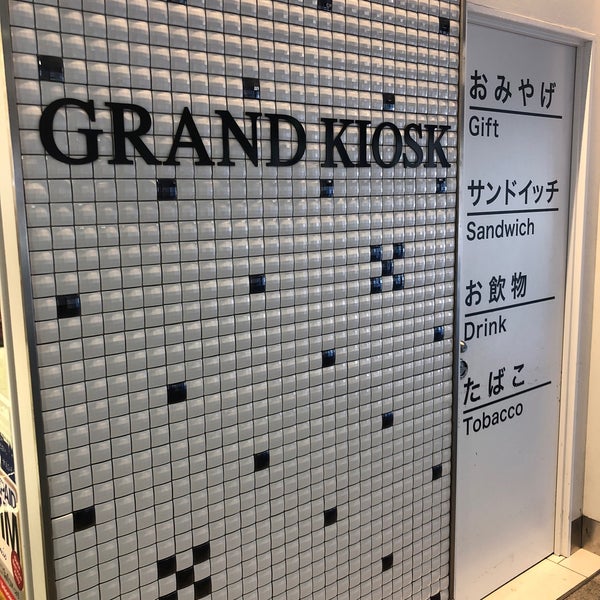 GRAND KIOSK
おみやげ
Gift
サンドイッチ
Sandwich
お飲物
Drink
たばこ
Tobacco